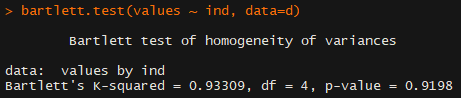 > bartlett.test(values ~ ind, data=d)
Bartlett test of homogeneity of variances
data:  values by ind
Bartlett's K-squared = 0.93309, df = 4, p-value = 0.9198